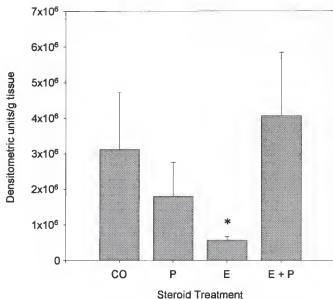 Densitometric units/g tissue
7x10⁶
6x10⁶
5x10⁶
4x10⁶
3x10⁶
2x10⁶
1x10⁶
0
*
CO P E E + P
Steroid Treatment